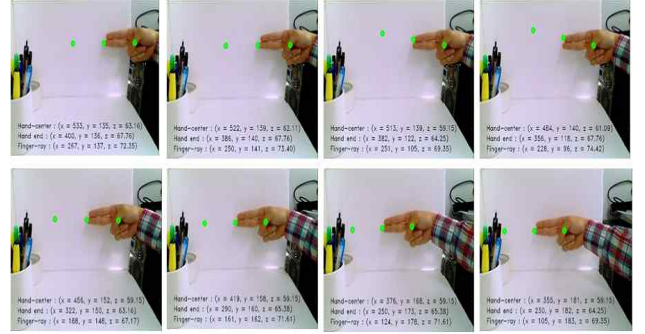 Hand-center : (x = 533, y = 135, z = 63.16)
Hand end : (x = 400, y = 136, z = 67.76)
Finger-ray : (x = 267, y = 137, z = 72.35)
Hand-center : (x = 522, y = 139, z = 62.11)
Hand end : (x = 386, y = 140, z = 67.76)
Finger-ray : (x = 250, y = 141, z = 73.40)
Hand-center : (x = 513, y = 139, z = 59.15)
Hand end : (x = 382, y = 122, z = 64.25)
Finger-ray : (x = 251, y = 105, z = 69.35)
Hand-center : (x = 484, y = 140, z = 61.09)
Hand end : (x = 356, y = 118, z = 67.76)
Finger-ray : (x = 228, y = 96, z = 74.42)
Hand-center : (x = 456, y = 152, z = 59.15)
Hand end : (x = 322, y = 150, z = 63.16)
Finger-ray : (x = 188, y = 148, z = 67.17)
Hand-center : (x = 419, y = 158, z = 59.15)
Hand end : (x = 290, y = 160, z = 65.38)
Finger-ray : (x = 161, y = 162, z = 71.61)
Hand-center : (x = 376, y = 168, z = 59.15)
Hand end : (x = 250, y = 173, z = 65.38)
Finger-ray : (x = 124, y = 178, z = 71.61)
Hand-center : (x = 355, y = 181, z = 59.15)
Hand end : (x = 230, y = 182, z = 64.25)
Finger-ray : (x = 105, y = 183, z = 69.35)